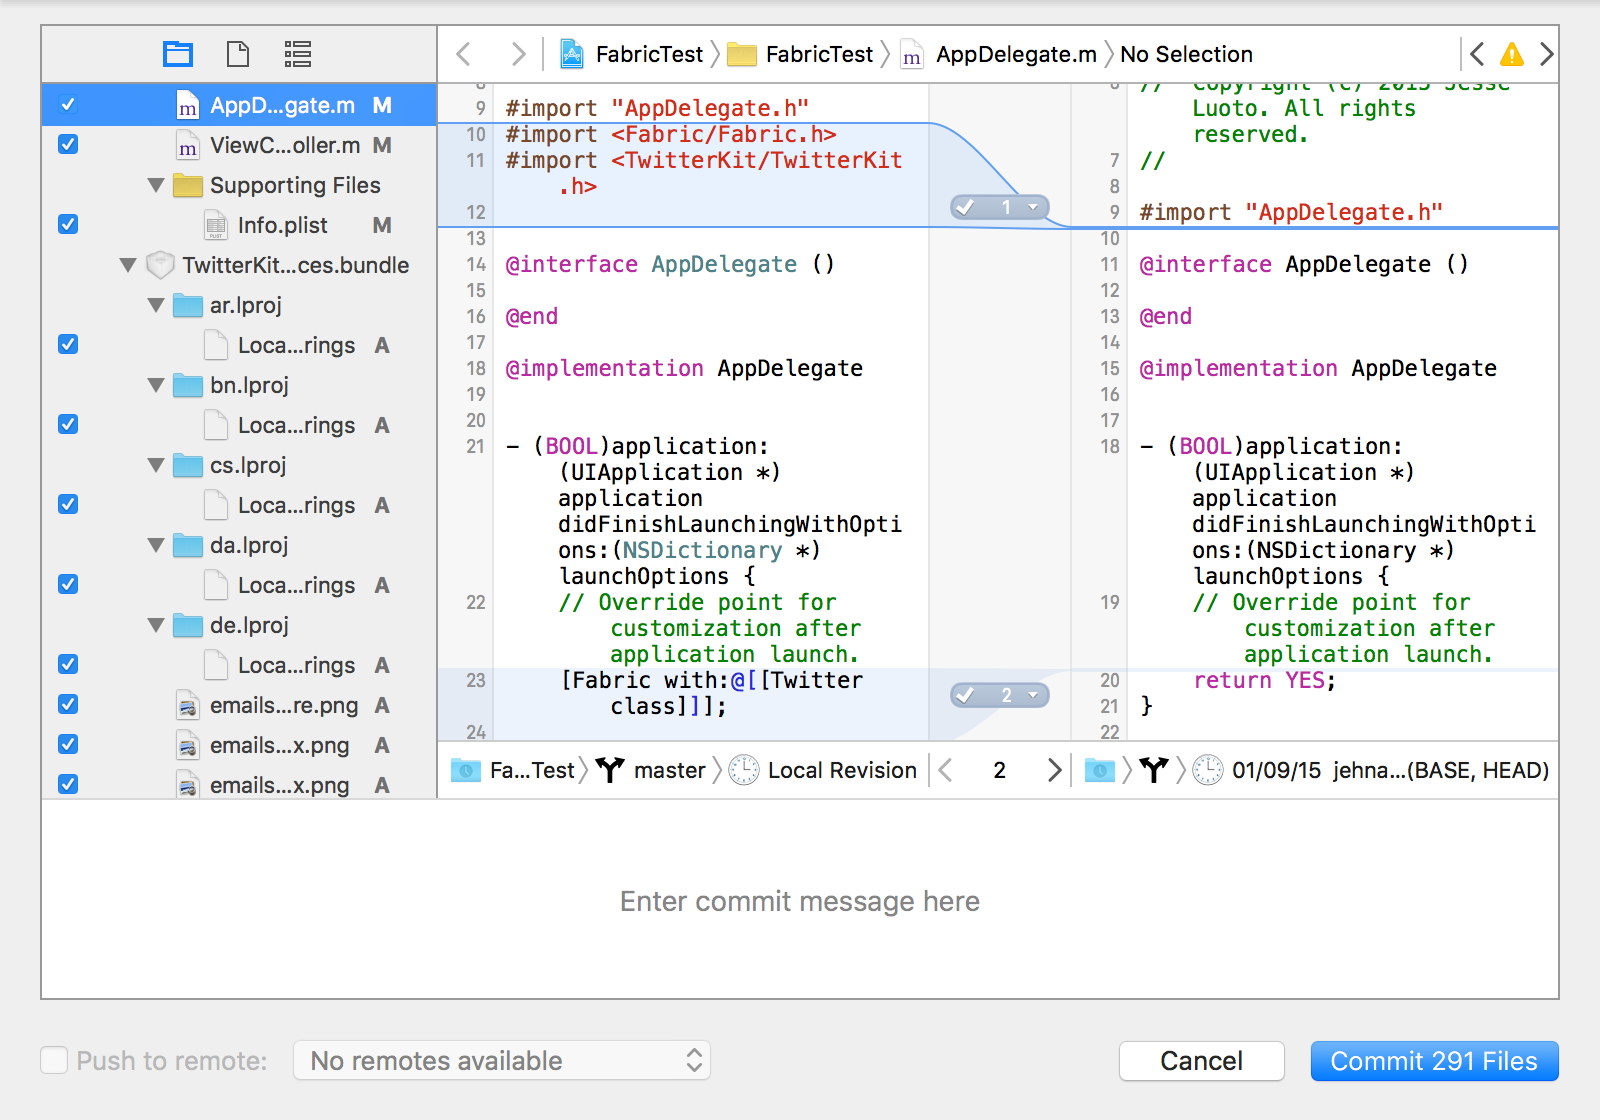 FabricTest
FabricTest
m
AppDelegate.m
No Selection
m
AppD...gate.m
M
m
ViewC...oller.m
M
Supporting Files
Info.plist
M
TwitterKit...ces.bundle
ar.lproj
Loca...rings
A
bn.lproj
Loca...rings
A
cs.lproj
Loca...rings
A
da.lproj
Loca...rings
A
de.lproj
Loca...rings
A
emails...re.png
A
emails...x.png
A
emails...x.png
A
9 #import "AppDelegate.h"
10 #import <Fabric/Fabric.h>
11 #import <TwitterKit/TwitterKit
.h>
12
13
14 @interface AppDelegate ()
15
16 @end
17
18 @implementation AppDelegate
19
20
21 - (BOOL)application:
(UIApplication *)
application
didFinishLaunchingWithOpti
ons:(NSDictionary *)
launchOptions {
22 // Override point for
customization after
application launch.
23 [Fabric with:@[[Twitter
class]]];
24
1
2
// Copyright (c) 2015 Jesse
Luoto. All rights
reserved.
7 //
8
9 #import "AppDelegate.h"
10
11 @interface AppDelegate ()
12
13 @end
14
15 @implementation AppDelegate
16
17
18 - (BOOL)application:
(UIApplication *)
application
didFinishLaunchingWithOpti
ons:(NSDictionary *)
launchOptions {
19 // Override point for
customization after
application launch.
20 return YES;
21 }
22
Fa...Test
master
Local Revision
2
01/09/15 jehna...(BASE, HEAD)
Enter commit message here
Push to remote:
No remotes available
Cancel
Commit 291 Files